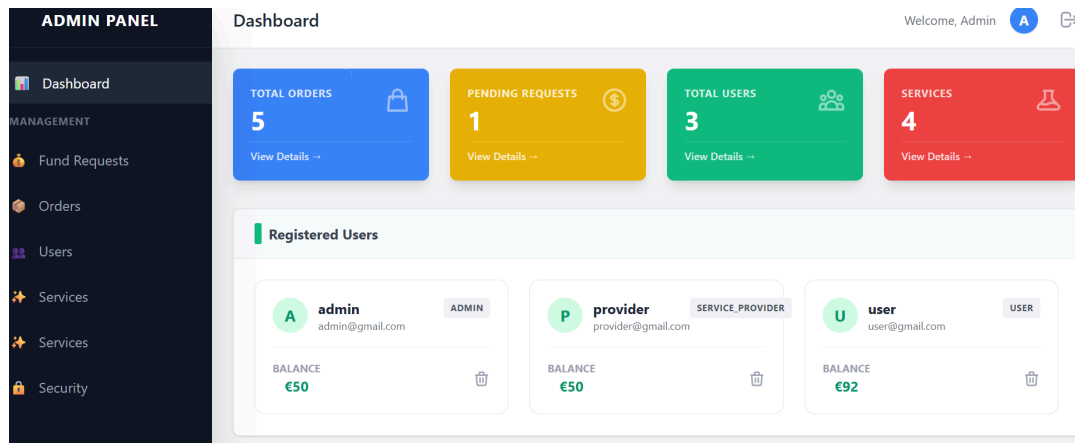 ADMIN PANEL
Dashboard
Welcome, Admin
A
Dashboard
MANAGEMENT
Fund Requests
Orders
Users
Services
Services
Security
TOTAL ORDERS
5
View Details →
PENDING REQUESTS
$
1
View Details →
TOTAL USERS
3
View Details →
SERVICES
4
View Details →
Registered Users
A
admin
ADMIN
admin@gmail.com
BALANCE
€50
P
provider
SERVICE_PROVIDER
provider@gmail.com
BALANCE
€50
U
user
USER
user@gmail.com
BALANCE
€92